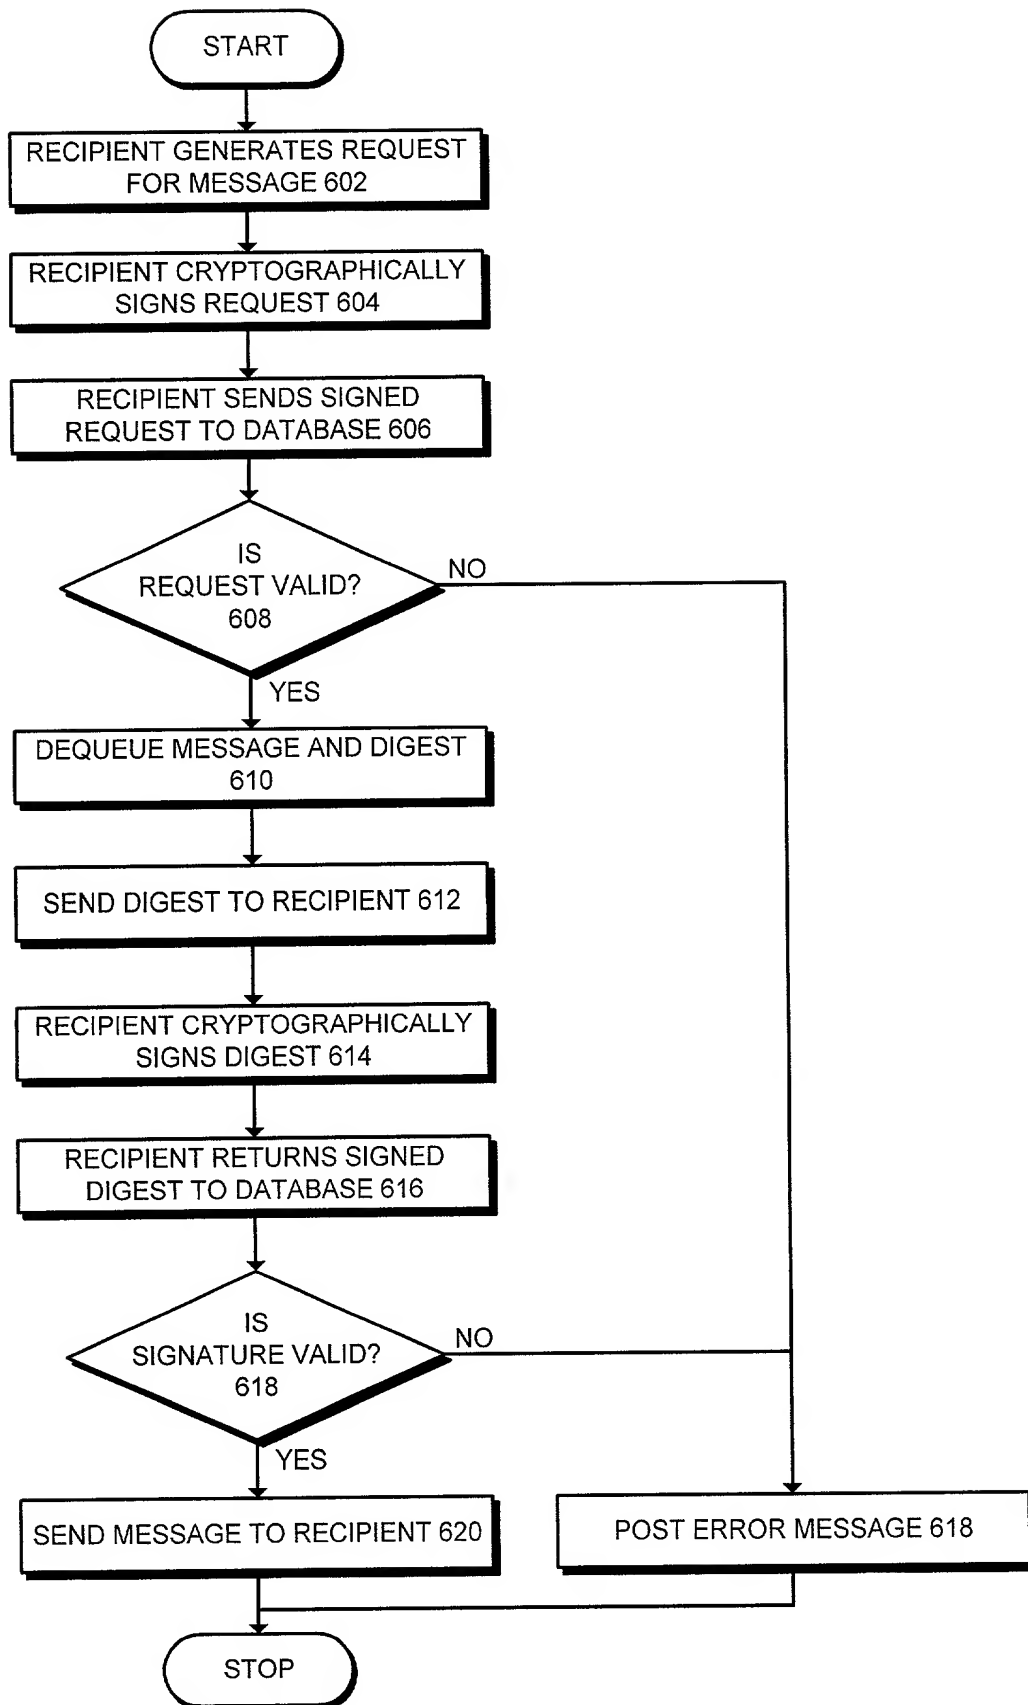 START
RECIPIENT GENERATES REQUEST
FOR MESSAGE 602
RECIPIENT CRYPTOGRAPHICALLY
SIGNS REQUEST 604
RECIPIENT SENDS SIGNED
REQUEST TO DATABASE 606
IS
REQUEST VALID?
608
NO
YES
DEQUEUE MESSAGE AND DIGEST
610
SEND DIGEST TO RECIPIENT 612
RECIPIENT CRYPTOGRAPHICALLY
SIGNS DIGEST 614
RECIPIENT RETURNS SIGNED
DIGEST TO DATABASE 616
IS
SIGNATURE VALID?
618
NO
YES
SEND MESSAGE TO RECIPIENT 620
POST ERROR MESSAGE 618
STOP